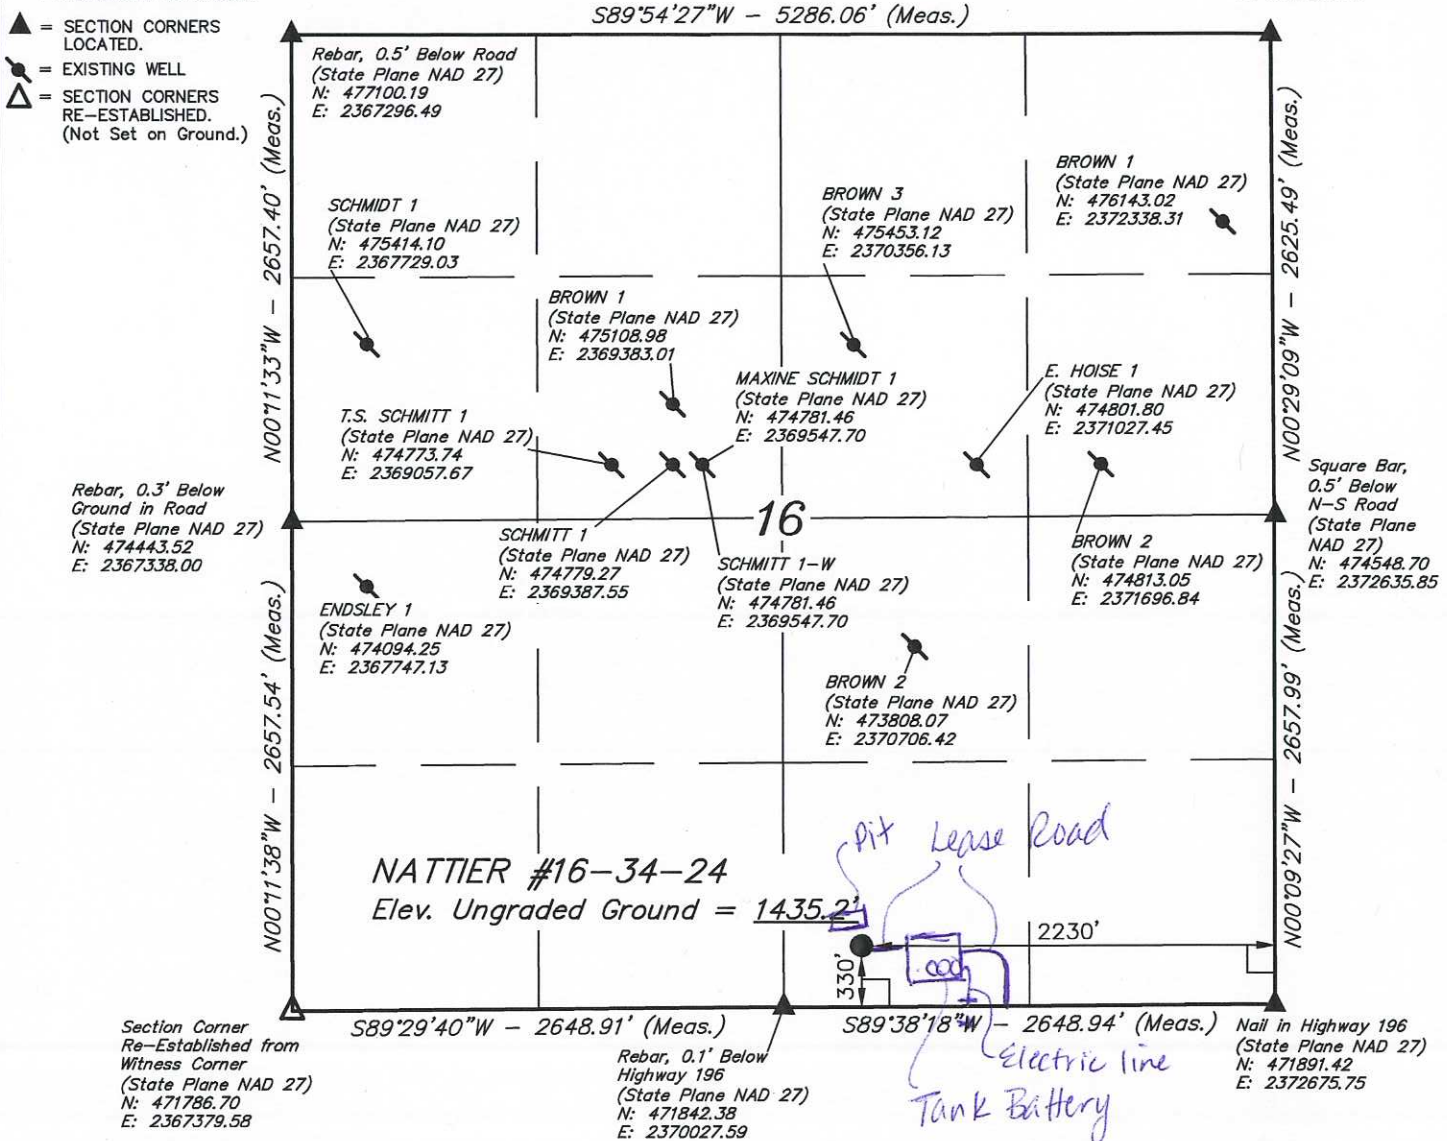 S89°54'27"W - 5286.06' (Meas.)
= SECTION CORNERS
LOCATED.
= EXISTING WELL
= SECTION CORNERS
RE-ESTABLISHED.
(Not Set on Ground.)
Rebar, 0.5' Below Road
(State Plane NAD 27)
N: 477100.19
E: 2367296.49
N00°11'33"W - 2657.40' (Meas.)
N00°29'09"W - 2625.49' (Meas.)
BROWN 1
(State Plane NAD 27)
N: 476143.02
E: 2372338.31
BROWN 3
(State Plane NAD 27)
N: 475453.12
E: 2370356.13
SCHMIDT 1
(State Plane NAD 27)
N: 475414.10
E: 2367729.03
BROWN 1
(State Plane NAD 27)
N: 475108.98
E: 2369383.01
MAXINE SCHMIDT 1
(State Plane NAD 27)
N: 474781.46
E: 2369547.70
E. HOISE 1
(State Plane NAD 27)
N: 474801.80
E: 2371027.45
T.S. SCHMITT 1
(State Plane NAD 27)
N: 474773.74
E: 2369057.67
Rebar, 0.3' Below
Ground in Road
(State Plane NAD 27)
N: 474443.52
E: 2367338.00
16
Square Bar,
0.5' Below
N-S Road
(State Plane
NAD 27)
N: 474548.70
E: 2372635.85
SCHMITT 1
(State Plane NAD 27)
N: 474779.27
E: 2369387.55
SCHMITT 1-W
(State Plane NAD 27)
N: 474781.46
E: 2369547.70
BROWN 2
(State Plane NAD 27)
N: 474813.05
E: 2371696.84
ENDSLEY 1
(State Plane NAD 27)
N: 474094.25
E: 2367747.13
BROWN 2
(State Plane NAD 27)
N: 473808.07
E: 2370706.42
N00°11'38"W - 2657.54' (Meas.)
N00°09'27"W - 2657.99' (Meas.)
Pit Lease Road
NATTIER #16-34-24
Elev. Ungraded Ground = 1435.2'
2230'
330'
S89°29'40"W - 2648.91' (Meas.)
S89°38'18"W - 2648.94' (Meas.)
Section Corner
Re-Established from
Witness Corner
(State Plane NAD 27)
N: 471786.70
E: 2367379.58
Rebar, 0.1' Below
Highway 196
(State Plane NAD 27)
N: 471842.38
E: 2370027.59
Electric line
Tank Battery
Nail in Highway 196
(State Plane NAD 27)
N: 471891.42
E: 2372675.75